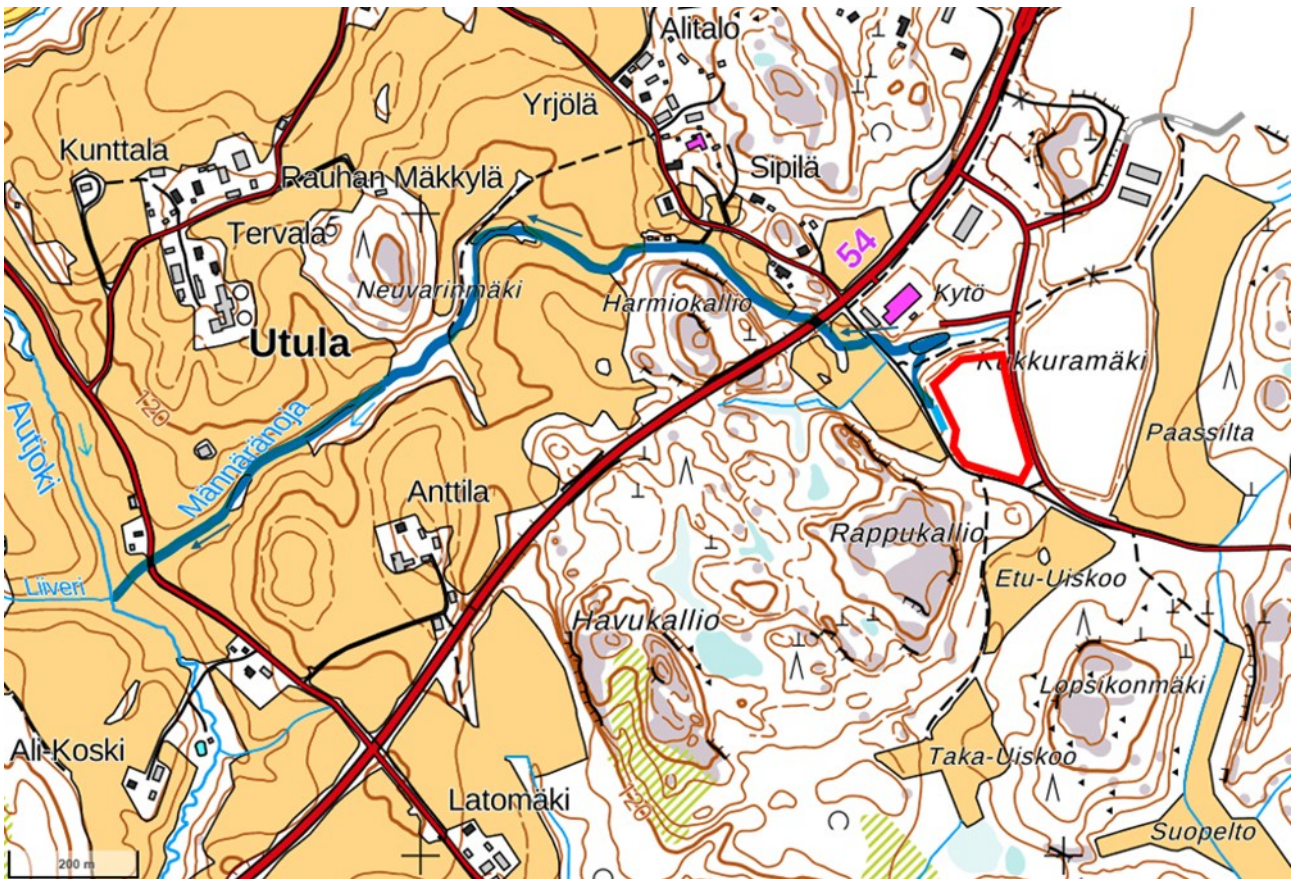 Alitalo
Yrjölä
Kunttala
Sipilä
Rauhan Mäkkylä
Tervala
5
54
Neuvarinmäki
Harmiokallio
Kytö
Utula
Kukkuramäki
120
Autjoki
Männäränoja
Paassilta
Anttila
Rappukallio
Liiveri
Etu-Uiskoo
Havukallio
Lopsikonmäki
Ali-Koski
Taka-Uiskoo
120
Latomäki
Suopelto
200 m